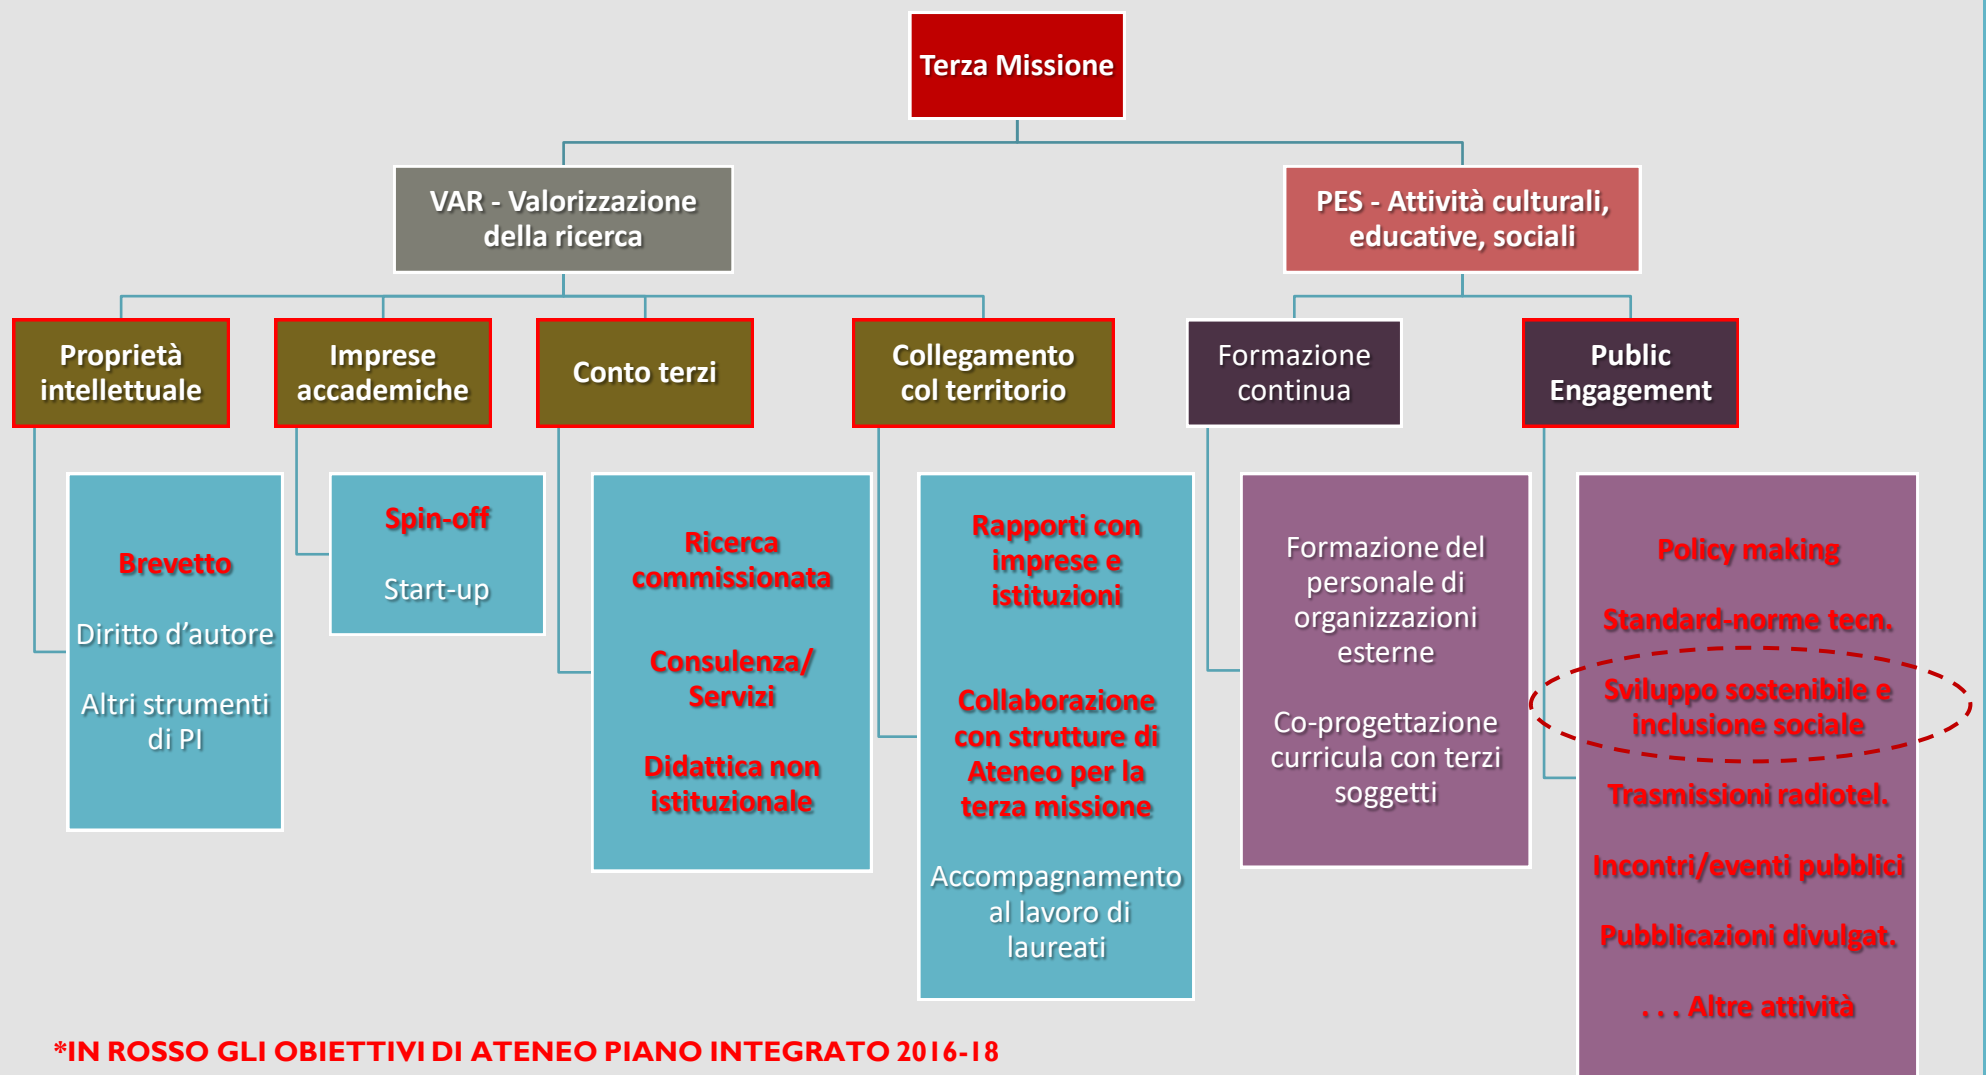 Terza Missione
VAR - Valorizzazione
della ricerca
PES - Attività culturali,
educative, sociali
Proprietà
intellettuale
Imprese
accademiche
Conto terzi
Collegamento
col territorio
Formazione
continua
Public
Engagement
Brevetto
Diritto d’autore
Altri strumenti
di PI
Spin-off
Start-up
Ricerca
commissionata
Consulenza/
Servizi
Didattica non
istituzionale
Rapporti con
imprese e
istituzioni
Collaborazione
con strutture di
Ateneo per la
terza missione
Accompagnamento
al lavoro di
laureati
Formazione del
personale di
organizzazioni
esterne
Co-progettazione
curricula con terzi
soggetti
Policy making
Standard-norme tecn.
Sviluppo sostenibile e
inclusione sociale
Trasmissioni radiotel.
Incontri/eventi pubblici
Pubblicazioni divulgat.
. . . Altre attività
*IN ROSSO GLI OBIETTIVI DI ATENEO PIANO INTEGRATO 2016-18